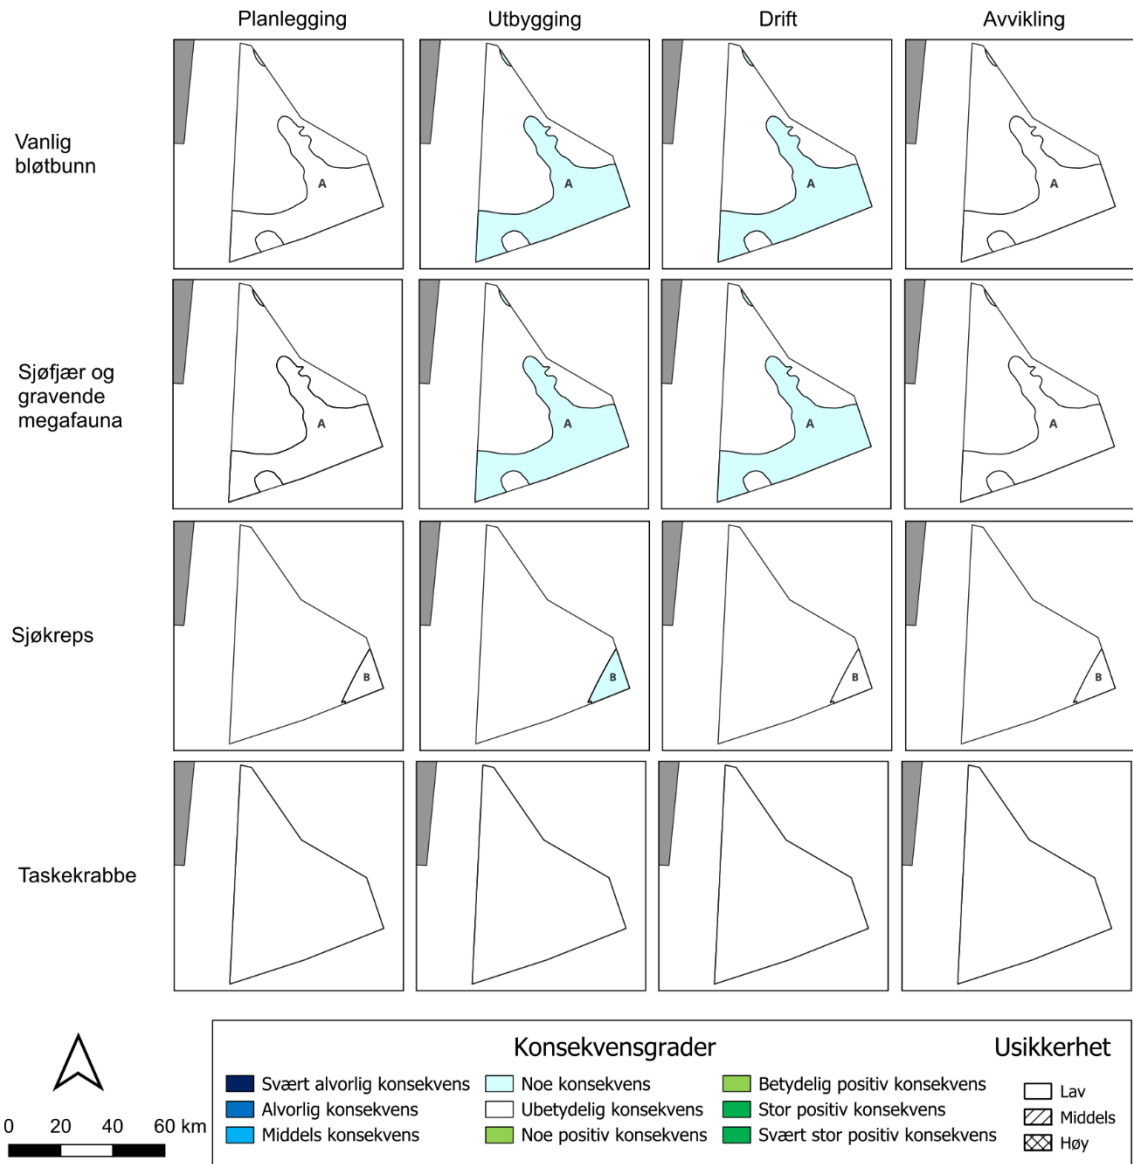 Planlegging Utbygging Drift Avvikling
Vanlig
bløtbunn
A A A A
Sjøfjær og
gravende
megafauna
A A A A
Sjøkreps
B B B B
Taskekrabbe
Konsekvensgrader Usikkerhet
Svært alvorlig konsekvens Noe konsekvens Betydelig positiv konsekvens Lav
Alvorlig konsekvens Ubetydelig konsekvens Stor positiv konsekvens Middels
Middels konsekvens Noe positiv konsekvens Svært stor positiv konsekvens Høy
0 20 40 60 km